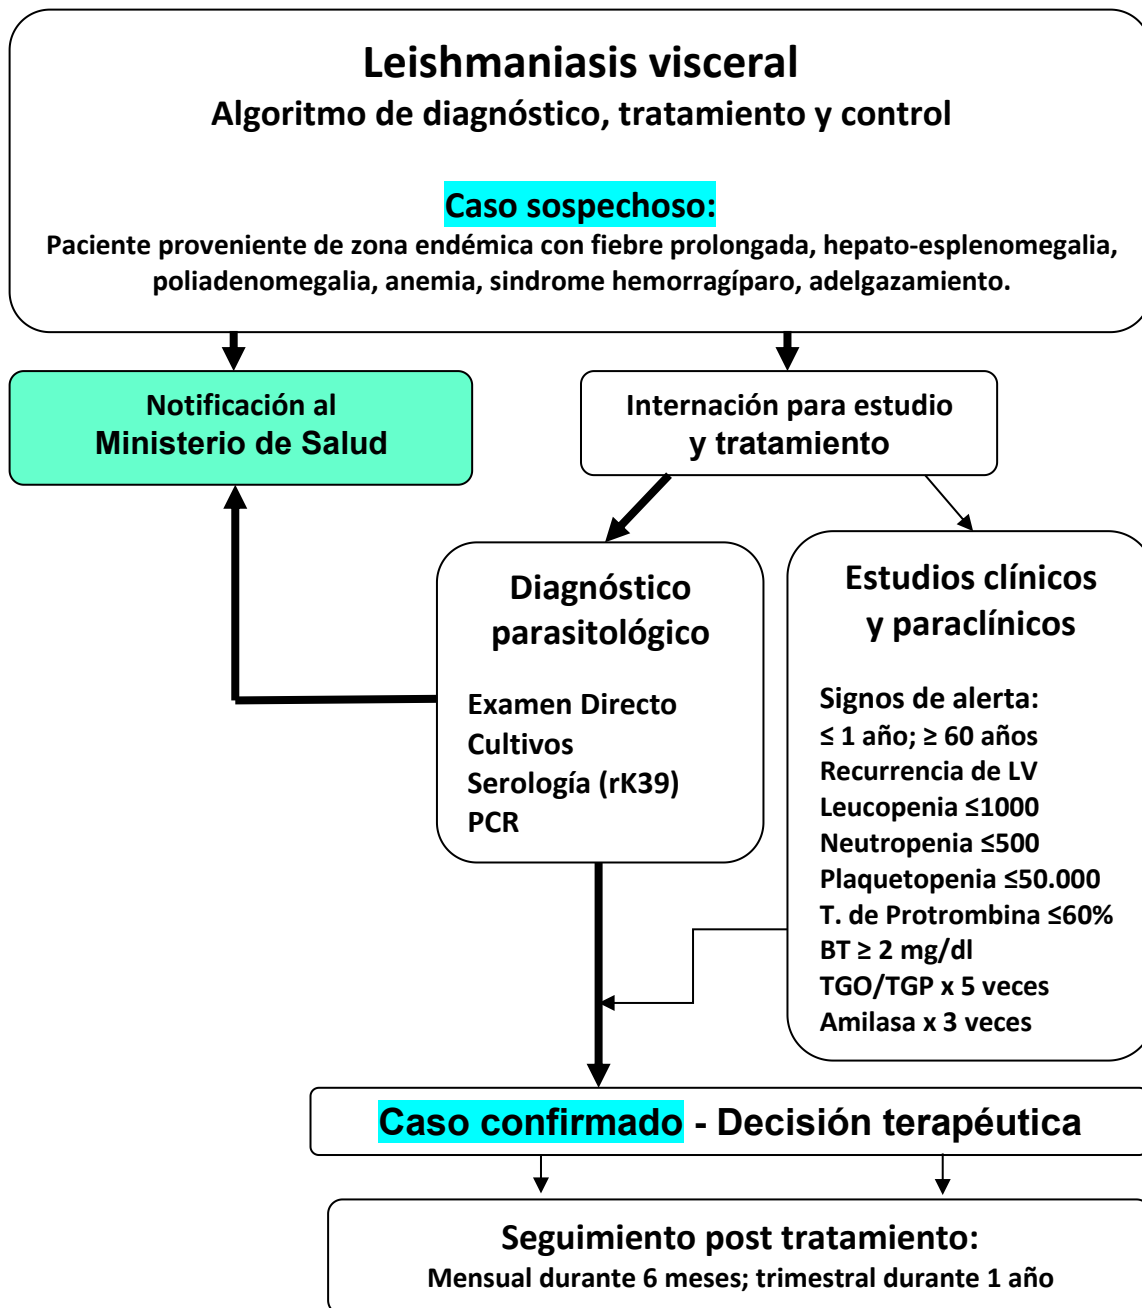 Leishmaniasis visceral
Algoritmo de diagnóstico, tratamiento y control
Caso sospechoso:
Paciente proveniente de zona endémica con fiebre prolongada, hepato-esplenomegalia,
poliadenomegalia, anemia, sindrome hemorragíparo, adelgazamiento.
Notificación al
Ministerio de Salud
Internación para estudio
y tratamiento
Diagnóstico
parasitológico
Examen Directo
Cultivos
Serología (rK39)
PCR
Estudios clínicos
y paraclínicos
Signos de alerta:
≤ 1 año; ≥ 60 años
Recurrencia de LV
Leucopenia ≤1000
Neutropenia ≤500
Plaquetopenia ≤50.000
T. de Protrombina ≤60%
BT ≥ 2 mg/dl
TGO/TGP x 5 veces
Amilasa x 3 veces
Caso confirmado - Decisión terapéutica
Seguimiento post tratamiento:
Mensual durante 6 meses; trimestral durante 1 año